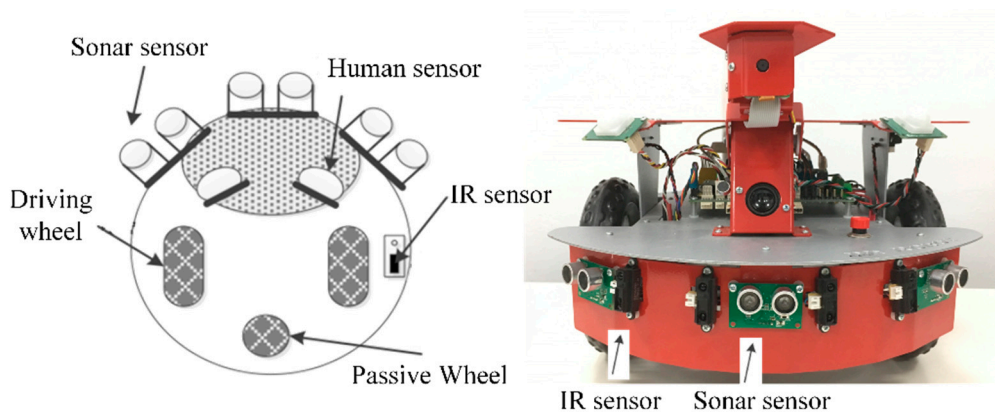 Sonar sensor
Human sensor
IR sensor
Driving
wheel
Passive Wheel
IR sensor
Sonar sensor